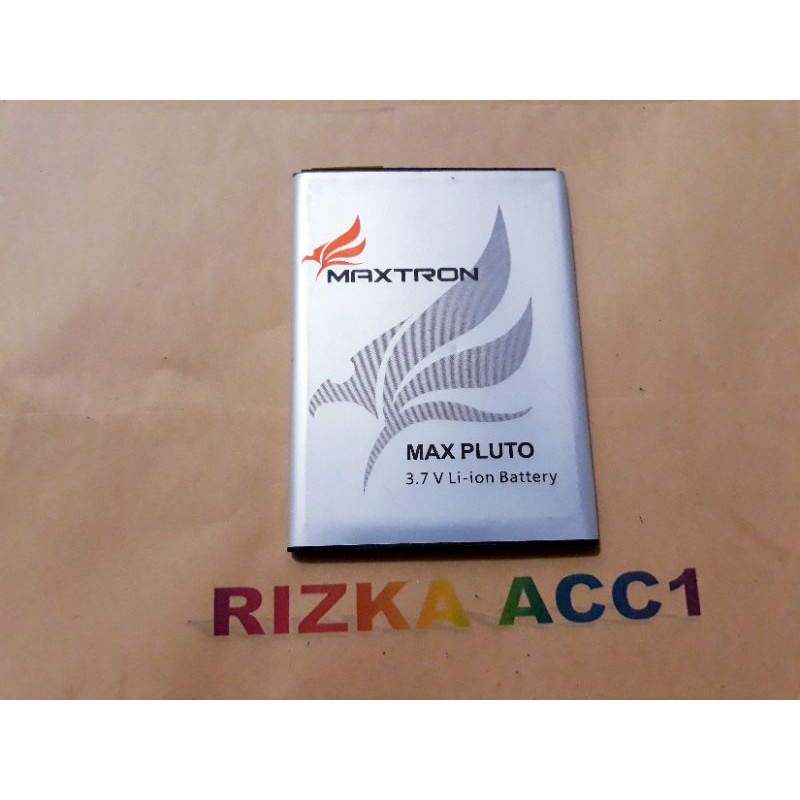 MAXTRON
MAX PLUTO
3.7 V Li-ion Battery
RIZKA ACC1